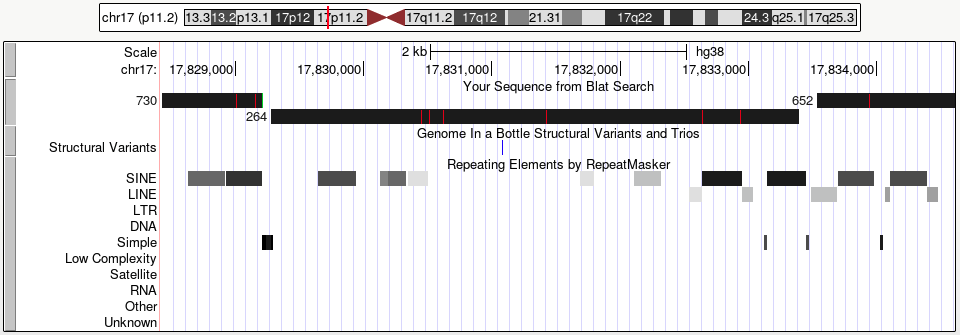 chr17 (p11.2) 13.3 13.2 p13.1 17p12 17p11.2 17q11.2 17q12 21.31 17q22 24.3 q25.1 17q25.3
Scale 2 kb hg38
chr17: 17,829,000 17,830,000 17,831,000 17,832,000 17,833,000 17,834,000
Your Sequence from Blat Search
730 652
264
Genome In a Bottle Structural Variants and Trios
Structural Variants
Repeating Elements by RepeatMasker
SINE
LINE
LTR
DNA
Simple
Low Complexity
Satellite
RNA
Other
Unknown